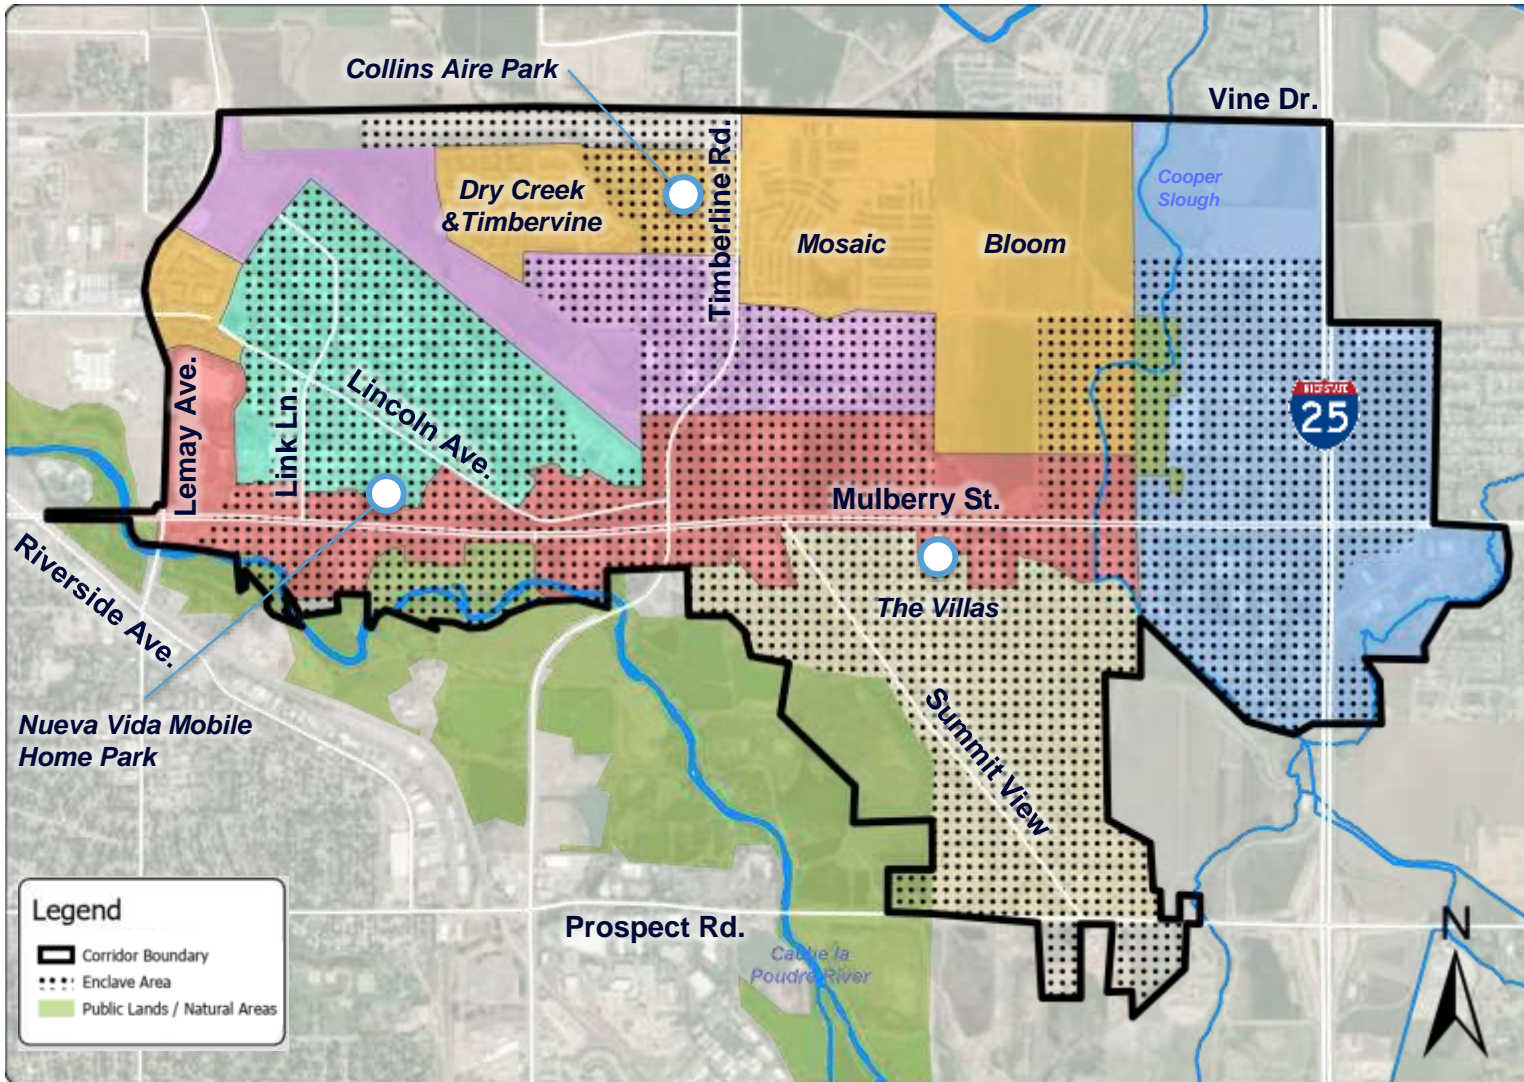 Collins Aire Park
Vine Dr.
Timberline Rd.
Dry Creek
&Timbervine
Cooper
Slough
Mosaic
Bloom
Lemay Ave.
Link Ln.
Lincoln Ave.
INTERSTATE
25
Mulberry St.
Riverside Ave.
The Villas
Summit View
Nueva Vida Mobile
Home Park
Prospect Rd.
Cache la
Poudre River
Legend
Corridor Boundary
Enclave Area
Public Lands / Natural Areas
N